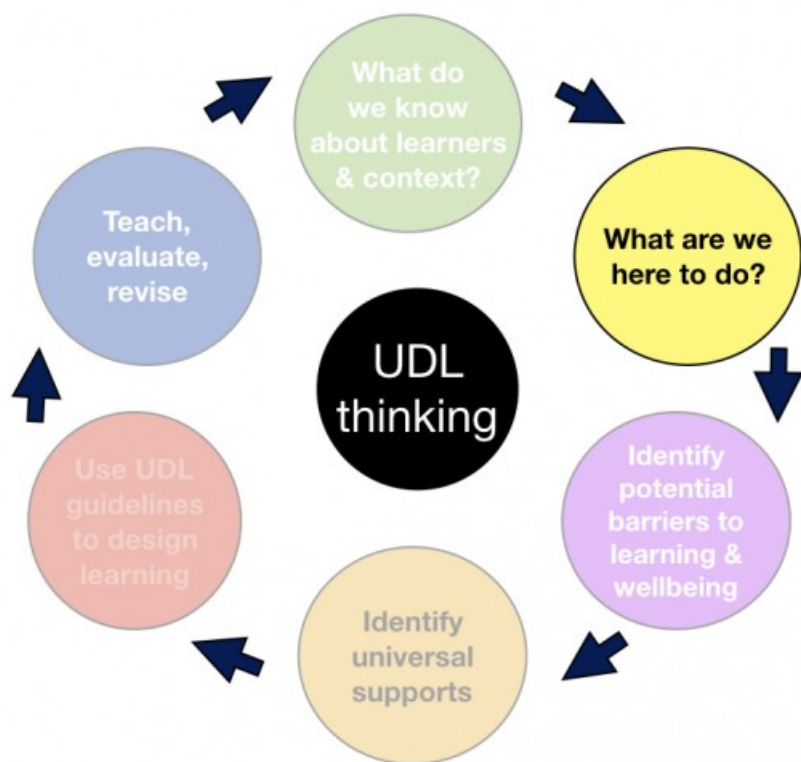 What do
we know
about learners
& context?
What are we
here to do?
Identify
potential
barriers to
learning &
wellbeing
Identify
universal
supports
Use UDL
guidelines
to design
learning
Teach,
evaluate,
revise
UDL
thinking